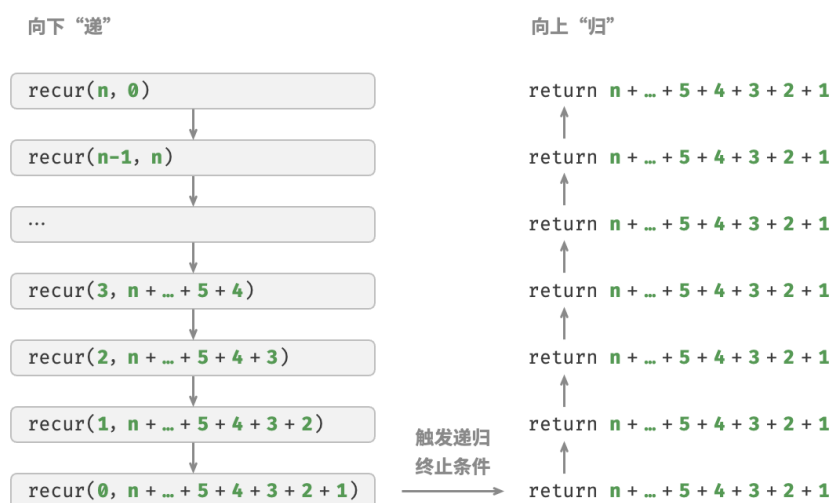 向下“递”
recur(n, 0)
recur(n-1, n)
...
recur(3, n + … + 5 + 4)
recur(2, n + … + 5 + 4 + 3)
recur(1, n + … + 5 + 4 + 3 + 2)
recur(0, n + … + 5 + 4 + 3 + 2 + 1)
触发递归
终止条件
向上“归”
return n + … + 5 + 4 + 3 + 2 + 1
return n + … + 5 + 4 + 3 + 2 + 1
return n + … + 5 + 4 + 3 + 2 + 1
return n + … + 5 + 4 + 3 + 2 + 1
return n + … + 5 + 4 + 3 + 2 + 1
return n + … + 5 + 4 + 3 + 2 + 1
return n + … + 5 + 4 + 3 + 2 + 1